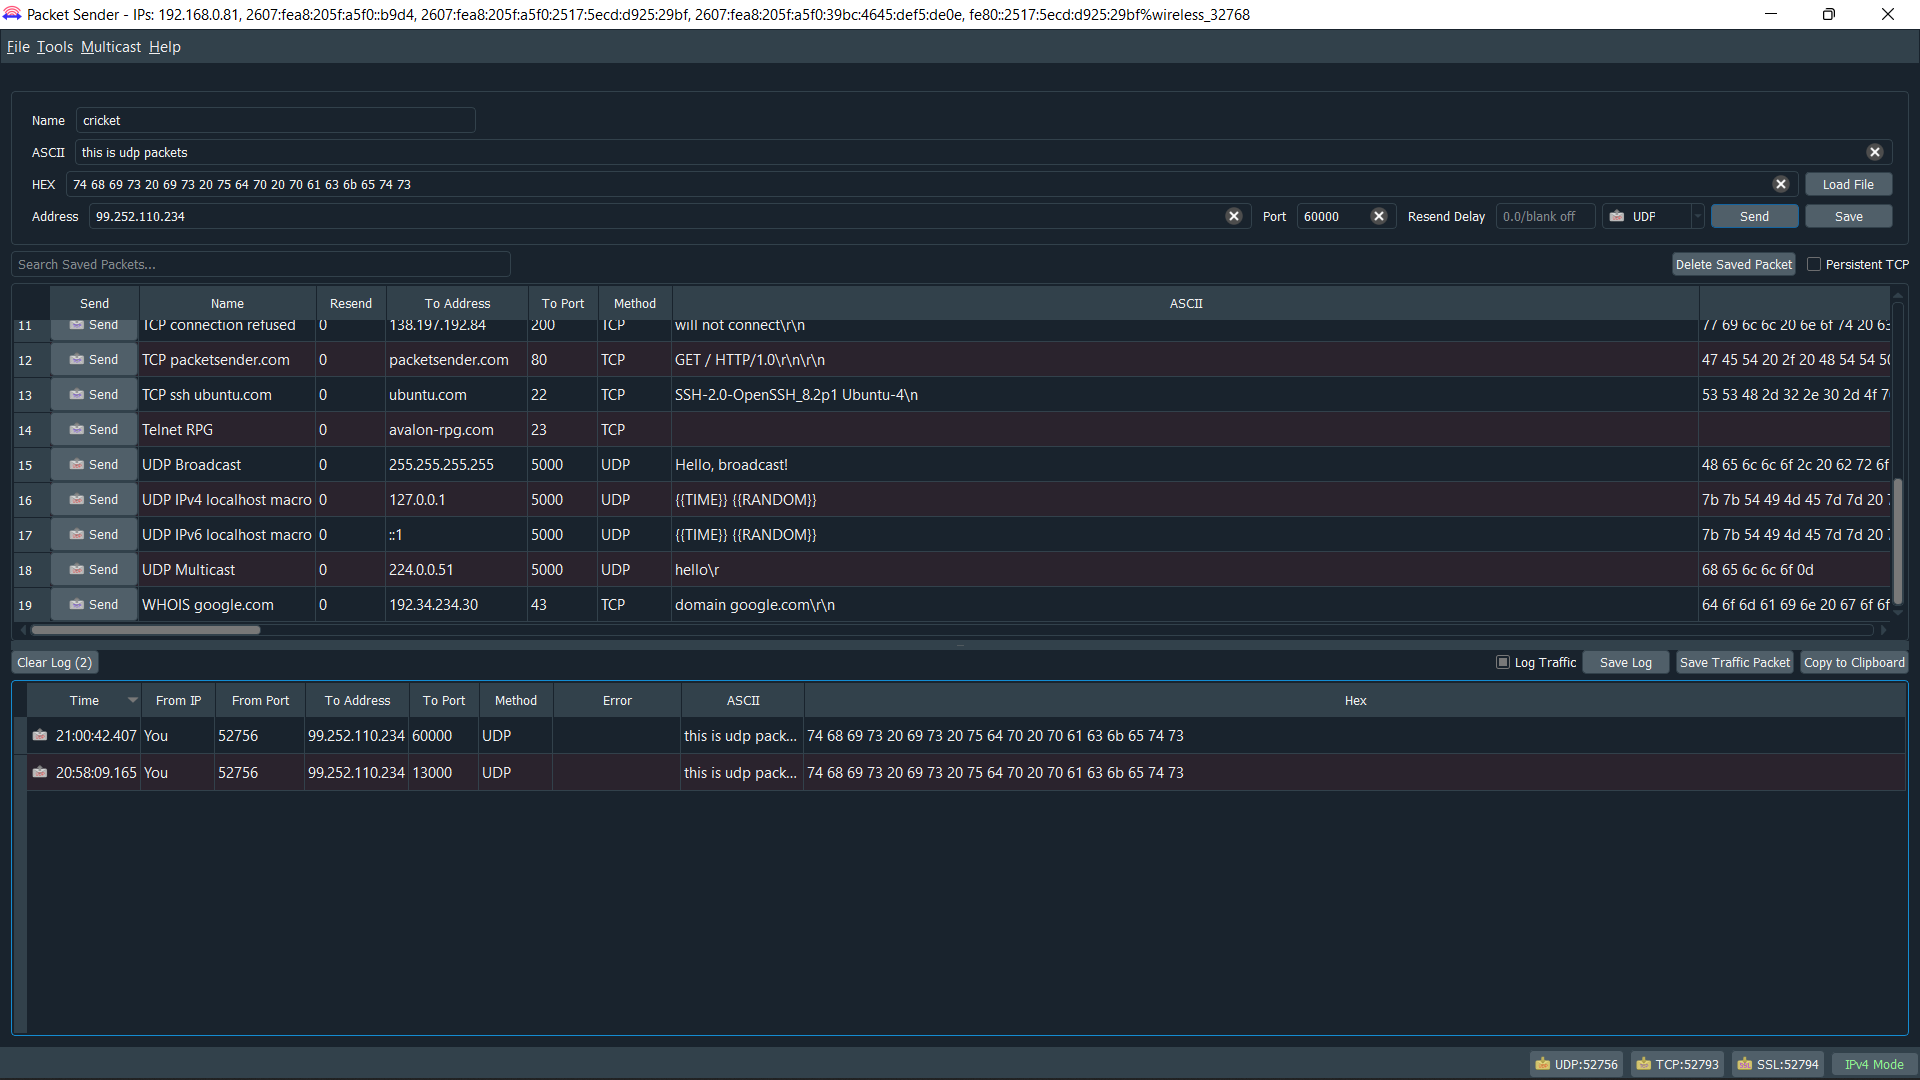 Packet Sender - IPs: 192.168.0.81, 2607:fea8:205f:a5f0::b9d4, 2607:fea8:205f:a5f0:2517:5ecd:d925:29bf, 2607:fea8:205f:a5f0:39bc:4645:def5:de0e, fe80::2517:5ecd:d925:29bf%wireless_32768
File Tools Multicast Help
Name cricket
ASCII this is udp packets
HEX 74 68 69 73 20 69 73 20 75 64 70 20 70 61 63 6b 65 74 73 Load File
Address 99.252.110.234 Port 60000 Resend Delay 0.0/blank off UDP Send Save
Search Saved Packets... Delete Saved Packet Persistent TCP
Send Name Resend To Address To Port Method ASCII
11 Send TCP connection refused 0 138.197.192.84 200 TCP will not connect\r\n 77 69 6c 6c 20 6e 6f 74 20 63
12 Send TCP packetsender.com 0 packetsender.com 80 TCP GET / HTTP/1.0\r\n\r\n 47 45 54 20 2f 20 48 54 54 50
13 Send TCP ssh ubuntu.com 0 ubuntu.com 22 TCP SSH-2.0-OpenSSH_8.2p1 Ubuntu-4\n 53 53 48 2d 32 2e 30 2d 4f 7
14 Send Telnet RPG 0 avalon-rpg.com 23 TCP
15 Send UDP Broadcast 0 255.255.255.255 5000 UDP Hello, broadcast! 48 65 6c 6c 6f 2c 20 62 72 6f
16 Send UDP IPv4 localhost macro 0 127.0.0.1 5000 UDP {{TIME}} {{RANDOM}} 7b 7b 54 49 4d 45 7d 7d 20 7
17 Send UDP IPv6 localhost macro 0 ::1 5000 UDP {{TIME}} {{RANDOM}} 7b 7b 54 49 4d 45 7d 7d 20 7
18 Send UDP Multicast 0 224.0.0.51 5000 UDP hello\r 68 65 6c 6c 6f 0d
19 Send WHOIS google.com 0 192.34.234.30 43 TCP domain google.com\r\n 64 6f 6d 61 69 6e 20 67 6f 6f
Clear Log (2) Log Traffic Save Log Save Traffic Packet Copy to Clipboard
Time From IP From Port To Address To Port Method Error ASCII Hex
21:00:42.407 You 52756 99.252.110.234 60000 UDP this is udp pack... 74 68 69 73 20 69 73 20 75 64 70 20 70 61 63 6b 65 74 73
20:58:09.165 You 52756 99.252.110.234 13000 UDP this is udp pack... 74 68 69 73 20 69 73 20 75 64 70 20 70 61 63 6b 65 74 73
UDP:52756 TCP:52793 SSL:52794 IPv4 Mode